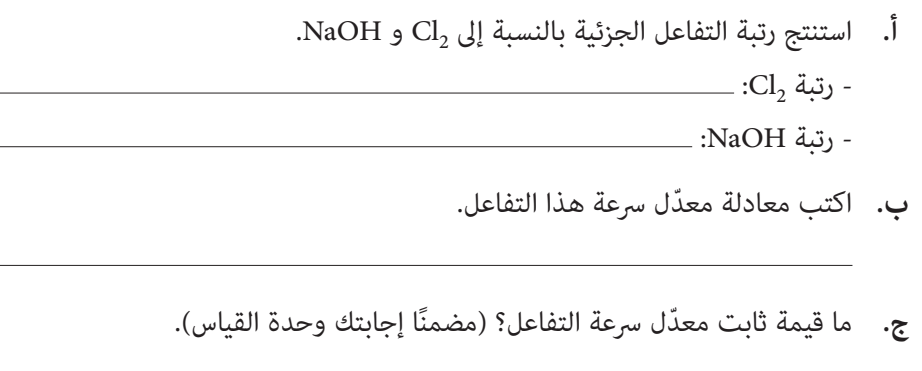 أ. استنتج رتبة التفاعل الجزئية بالنسبة إلى Cl₂ و NaOH.
- رتبة Cl₂:
- رتبة NaOH:
ب. اكتب معادلة معدّل سرعة هذا التفاعل.
ج. ما قيمة ثابت معدّل سرعة التفاعل؟ (مضمنًا إجابتك وحدة القياس).